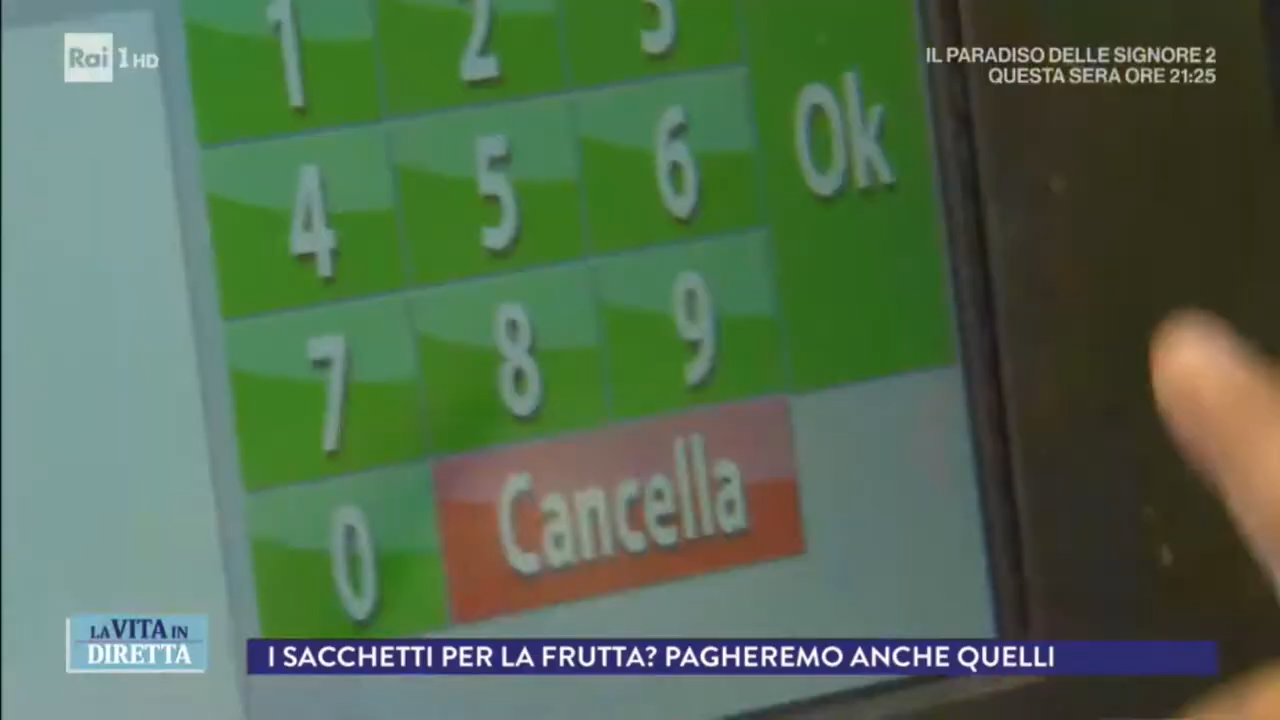 Rai 1 HD
IL PARADISO DELLE SIGNORE 2
QUESTA SERA ORE 21:25
1 2 3
Ok
4 5 6
7 8 9
0 Cancella
LA VITA IN
DIRETTA
I SACCHETTI PER LA FRUTTA? PAGHEREMO ANCHE QUELLI